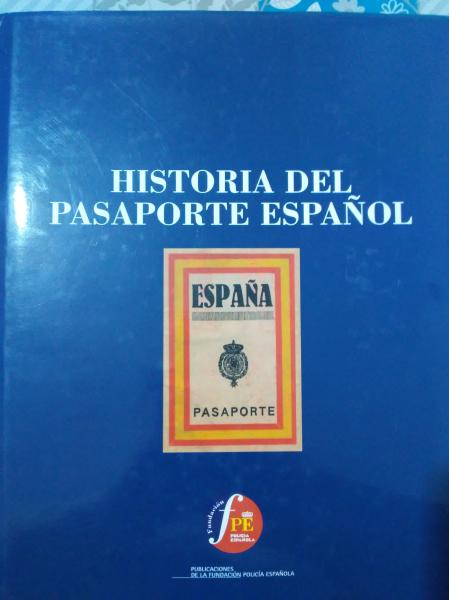 HISTORIA DEL
PASAPORTE ESPAÑOL
ESPAÑA
PASAPORTE
Fundación
fPE
POLICÍA
ESPAÑOLA
PUBLICACIONES
DE LA FUNDACIÓN POLICÍA ESPAÑOLA